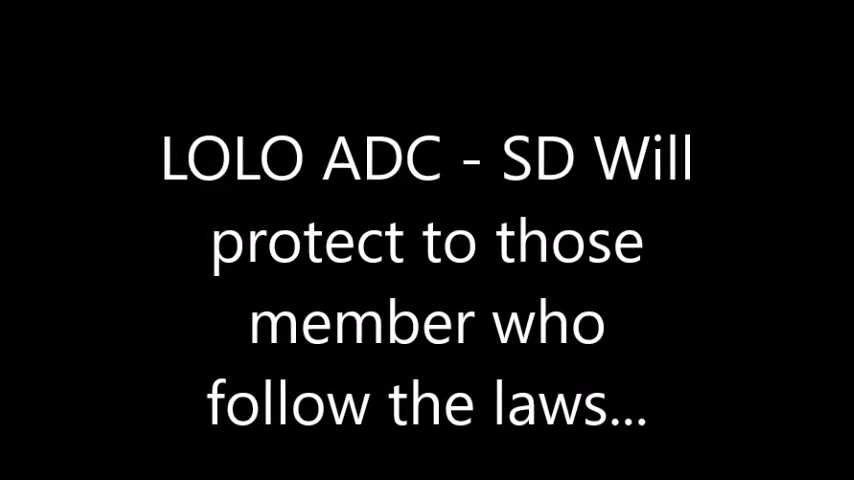 LOLO ADC - SD Will
protect to those
member who
follow the laws...